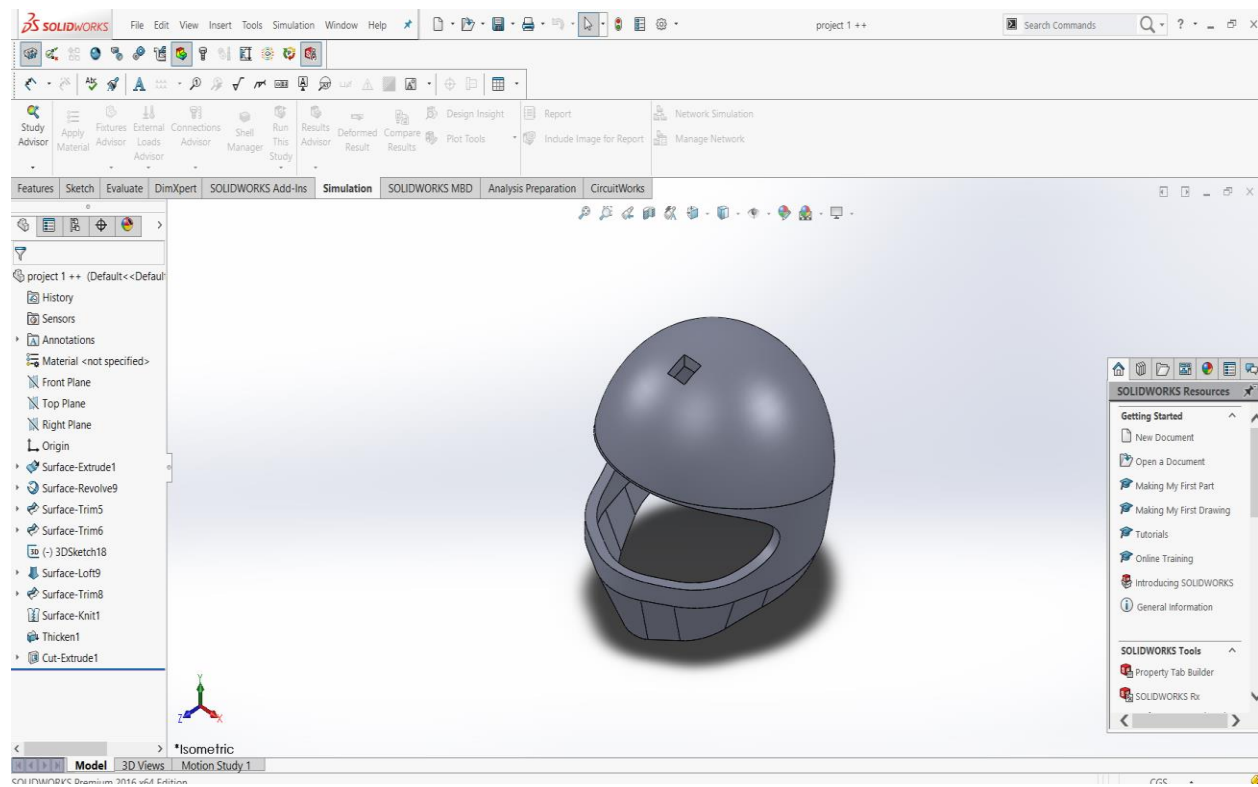 SOLIDWORKS File Edit View Insert Tools Simulation Window Help project 1 ++ Search Commands
Study Advisor
Apply Material
Fixtures Advisor
External Loads Advisor
Connections Advisor
Shell Manager
Run This Study
Results Advisor
Deformed Result
Compare Results
Design Insight
Plot Tools
Report
Include Image for Report
Network Simulation
Manage Network
Features Sketch Evaluate DimXpert SOLIDWORKS Add-Ins Simulation SOLIDWORKS MBD Analysis Preparation CircuitWorks
project 1 ++ (Default<<Defaul
History
Sensors
Annotations
Material <not specified>
Front Plane
Top Plane
Right Plane
Origin
Surface-Extrude1
Surface-Revolve9
Surface-Trim5
Surface-Trim6
3D (-) 3DSketch18
Surface-Loft9
Surface-Trim8
Surface-Knit1
Thicken1
Cut-Extrude1
Y
Z X
*Isometric
Model 3D Views Motion Study 1
SOLIDWORKS Premium 2016 x64 Edition
CGS
SOLIDWORKS Resources
Getting Started
New Document
Open a Document
Making My First Part
Making My First Drawing
Tutorials
Online Training
Introducing SOLIDWORKS
General Information
SOLIDWORKS Tools
Property Tab Builder
SOLIDWORKS Rx